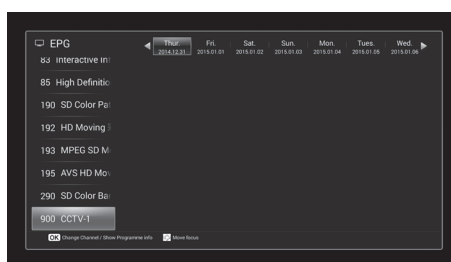 EPG
Thur. Fri. Sat. Sun. Mon. Tues. Wed.
2014.12.31 2015.01.01 2015.01.02 2015.01.03 2015.01.04 2015.01.05 2015.01.06
83 Interactive Inf
85 High Definitio
190 SD Color Pat
192 HD Moving
193 MPEG SD M
195 AVS HD Mov
290 SD Color Bar
900 CCTV-1
OK Change Channel / Show Programme info Move focus